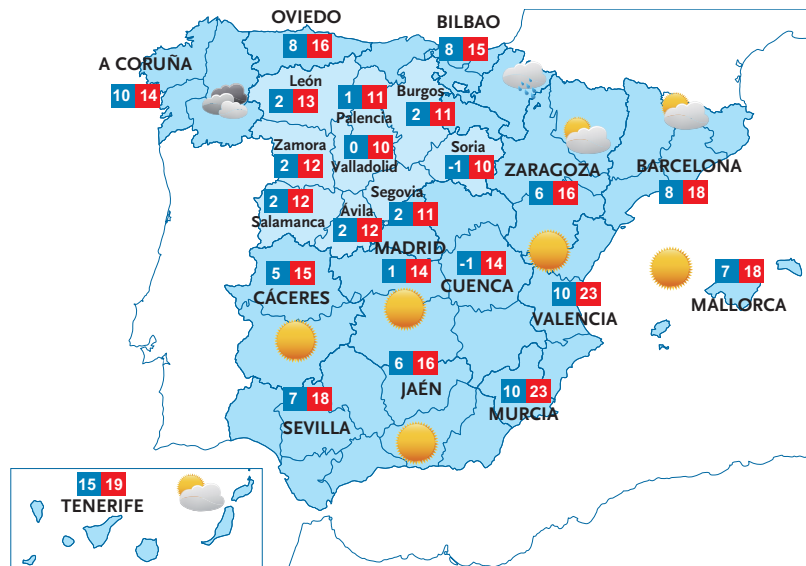 OVIEDO
8 16
BILBAO
8 15
A CORUÑA
10 14
León
2 13
1 11
Palencia
Burgos
2 11
Zamora
2 12
0 10
Valladolid
Soria
-1 10
ZARAGOZA
6 16
BARCELONA
8 18
2 12
Salamanca
Ávila
2 12
Segovia
2 11
MADRID
1 14
-1 14
CUENCA
5 15
CÁCERES
10 23
VALENCIA
7 18
MALLORCA
6 16
JAÉN
7 18
SEVILLA
10 23
MURCIA
15 19
TENERIFE